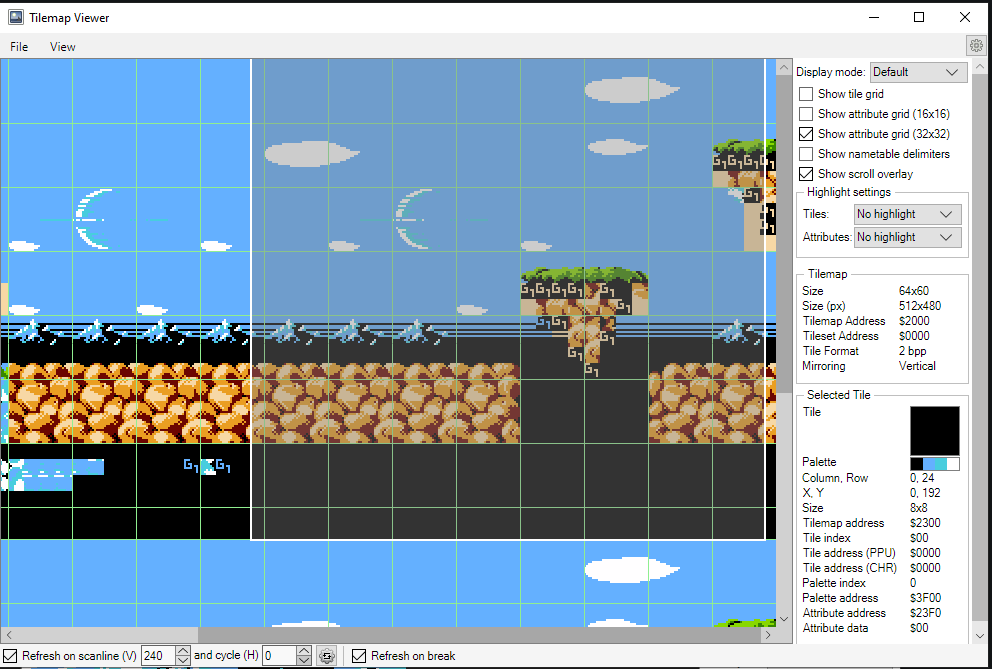 Tilemap Viewer
File View
Display mode: Default
Show tile grid
Show attribute grid (16x16)
Show attribute grid (32x32)
Show nametable delimiters
Show scroll overlay
Highlight settings
Tiles: No highlight
Attributes: No highlight
Tilemap
Size 64x60
Size (px) 512x480
Tilemap Address $2000
Tileset Address $0000
Tile Format 2 bpp
Mirroring Vertical
Selected Tile
Tile
Palette
Column, Row 0, 24
X, Y 0, 192
Size 8x8
Tilemap address $2300
Tile index $00
Tile address (PPU) $0000
Tile address (CHR) $0000
Palette index 0
Palette address $3F00
Attribute address $23F0
Attribute data $00
Refresh on scanline (V) 240 and cycle (H) 0 Refresh on break